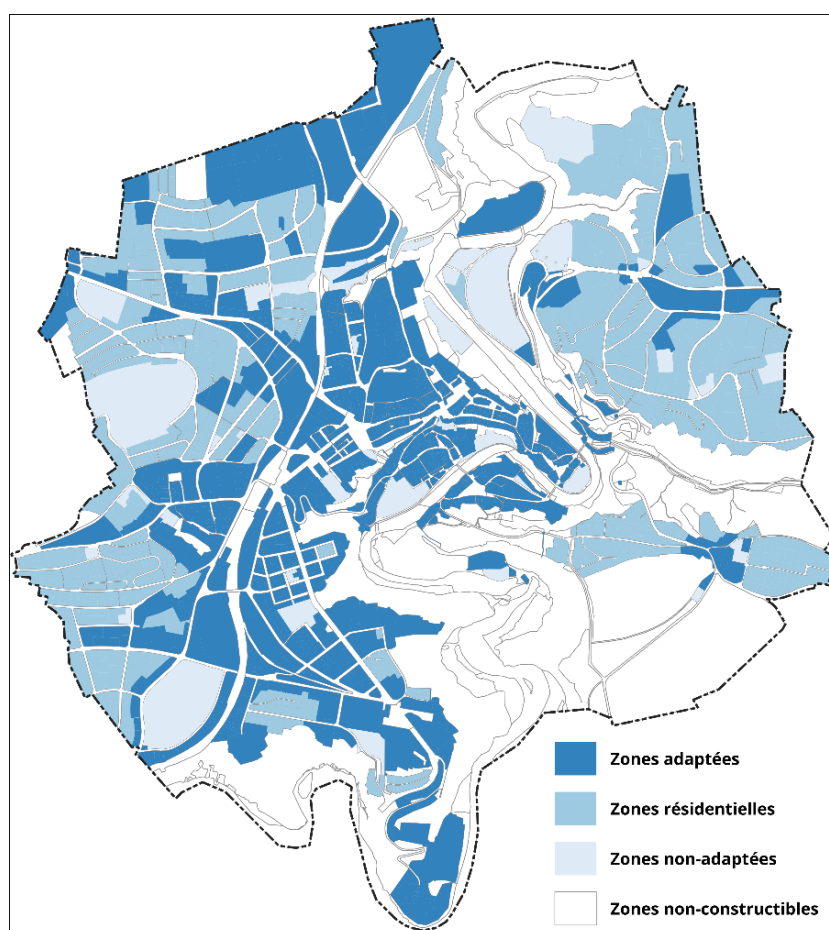 Zones adaptées
Zones résidentielles
Zones non-adaptées
Zones non-constructibles